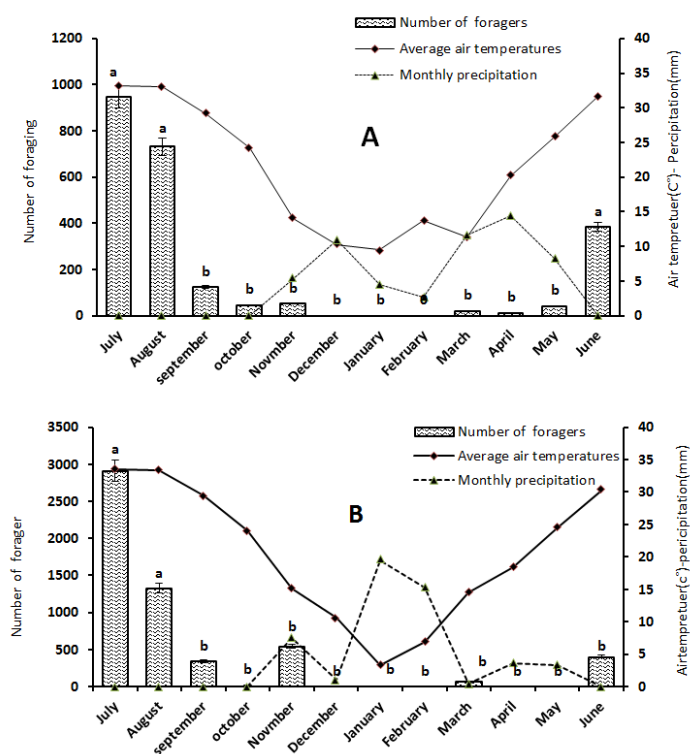 Number of foragers
Average air temperatures
Monthly precipitation
1200
1000
800
600
400
200
0
Number of foraging
40
35
30
25
20
15
10
5
0
Air tempretuer(C°)- Percipitation(mm)
A
a
a
b
b
b
b
b
b
b
b
b
a
July
August
september
october
Novmber
December
January
February
March
April
May
June
Number of foragers
Average air temperatures
Monthly precipitation
3500
3000
2500
2000
1500
1000
500
0
Number of forager
40
35
30
25
20
15
10
5
0
Airtempretuer(c°)-pericipitation(mm)
B
a
a
b
b
b
b
b
b
b
b
b
b
July
August
september
october
Novmber
December
January
February
March
April
May
June